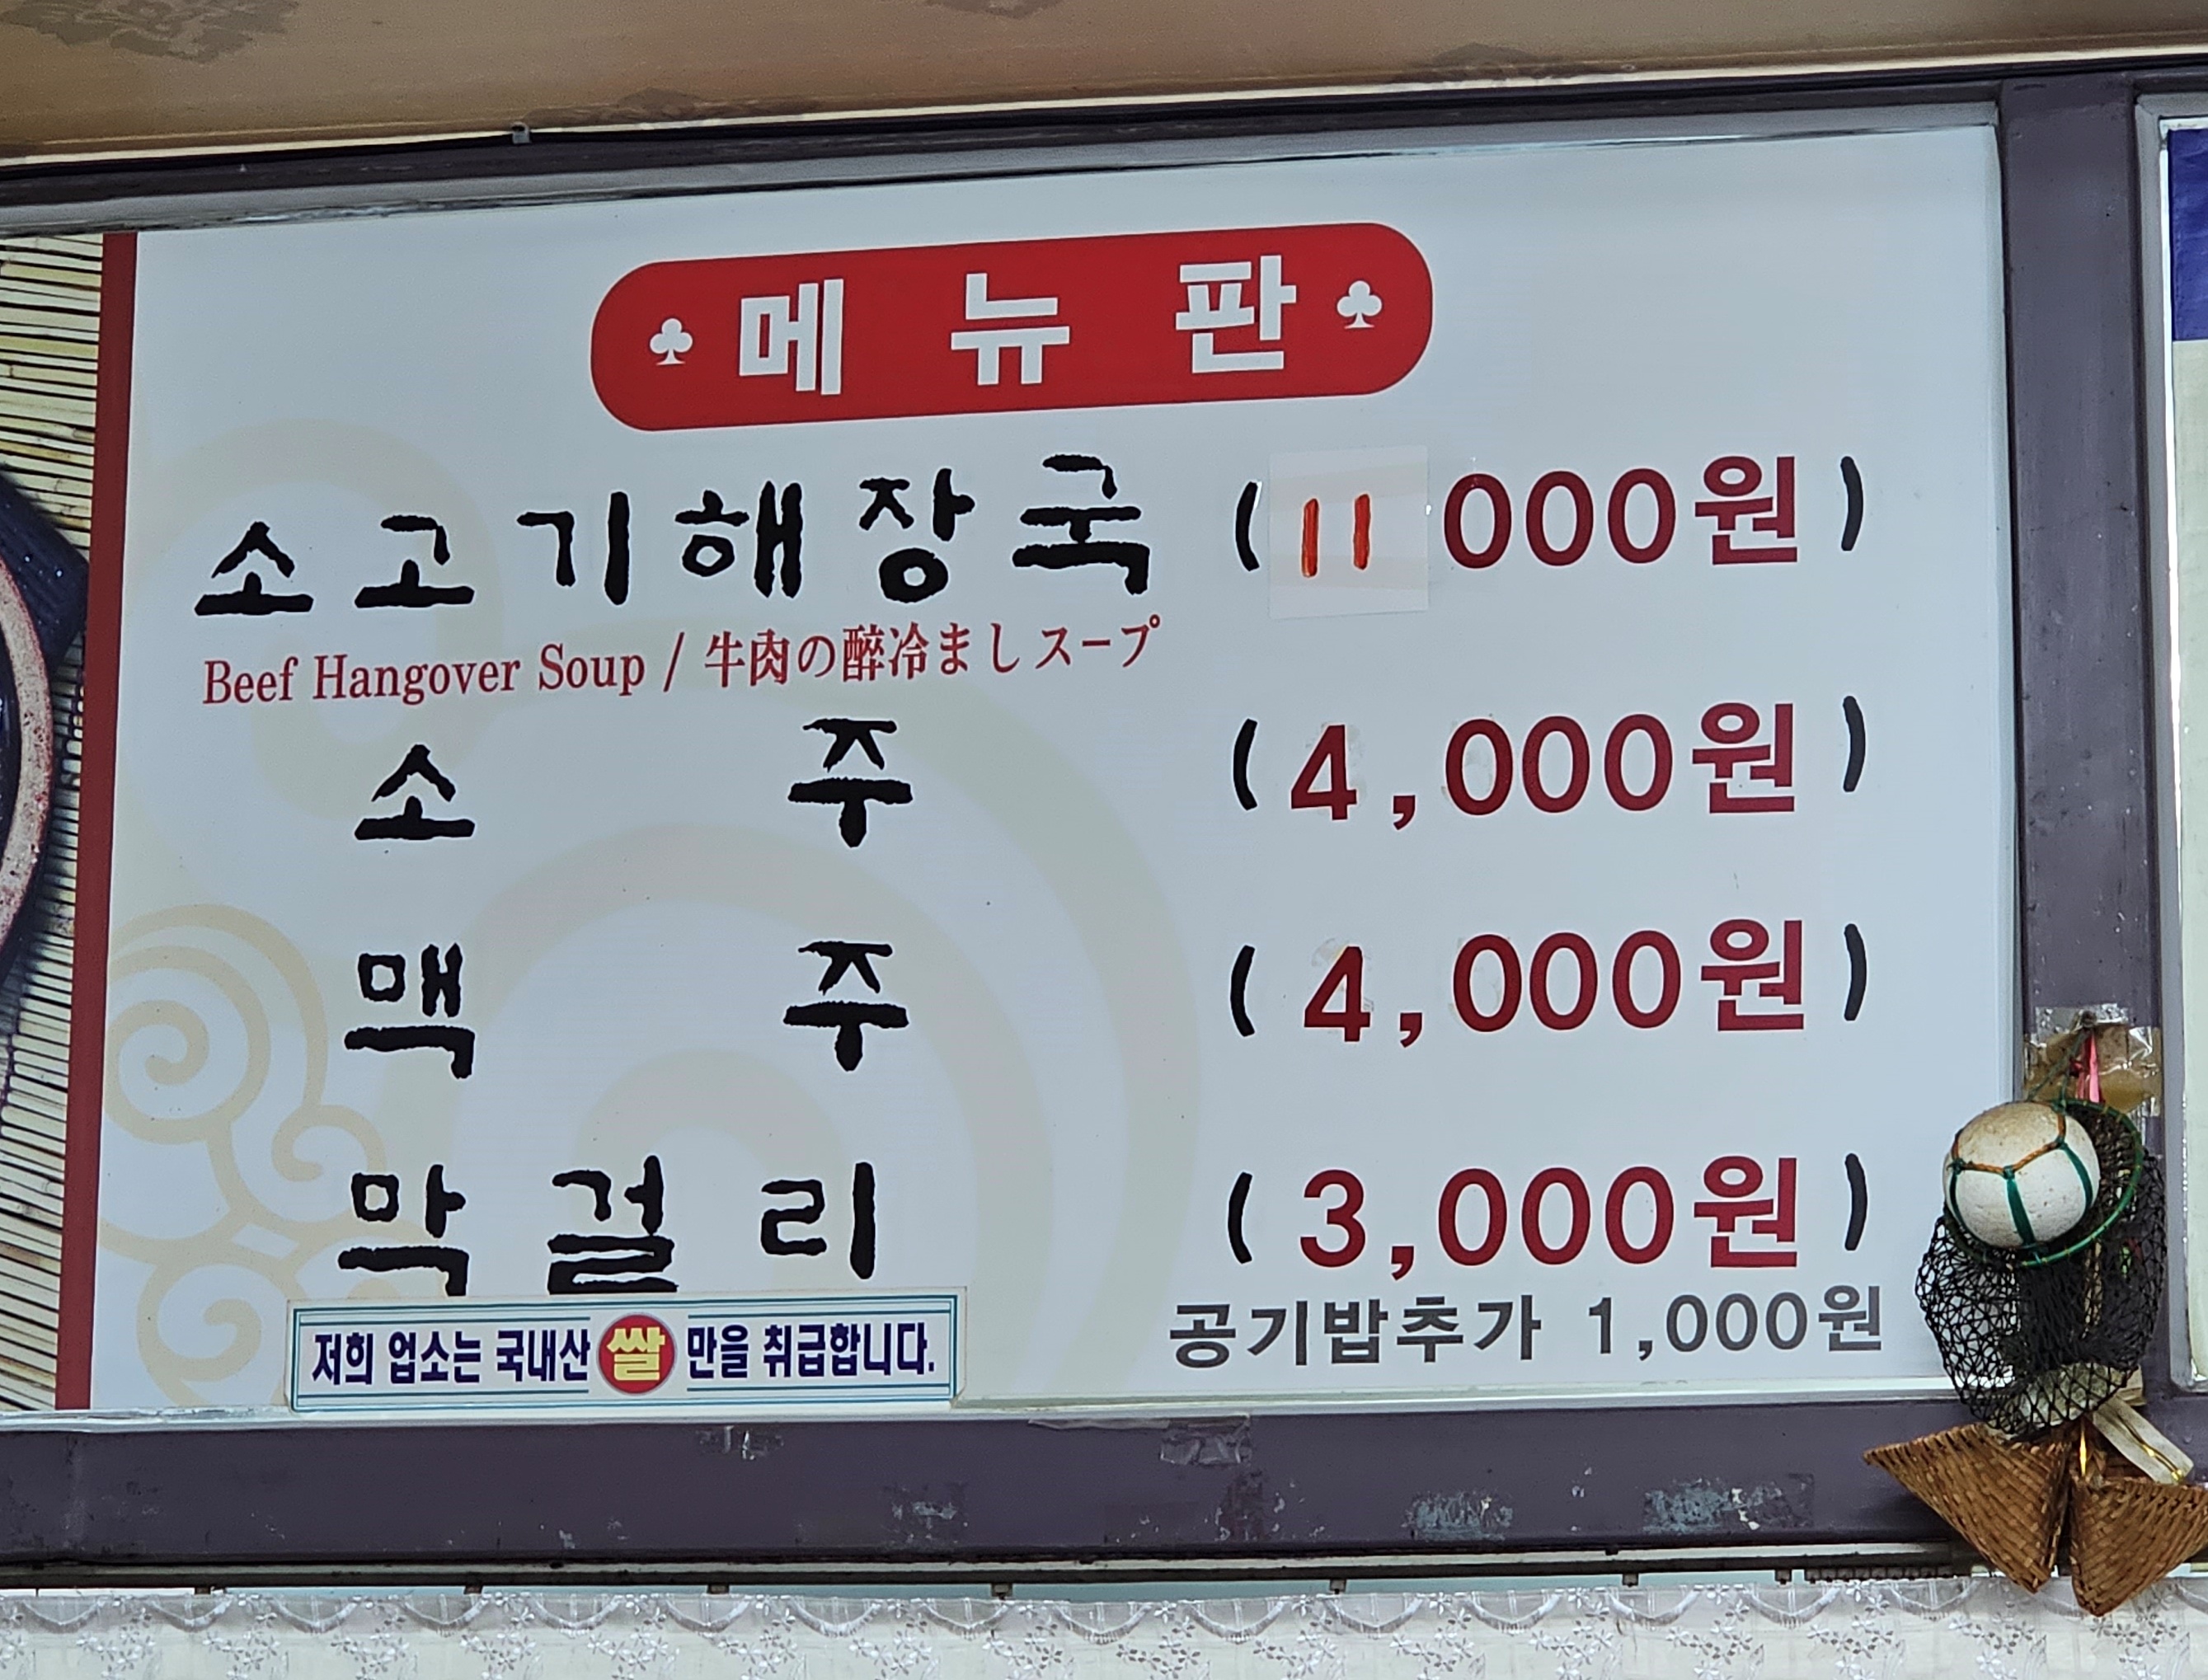 ♣ 메 뉴 판 ♣
소고기해장국 ( 11 000원 )
Beef Hangover Soup / 牛肉の酔冷ましスープ
소 주 ( 4,000원 )
맥 주 ( 4,000원 )
막 걸 리 ( 3,000원 )
공기밥추가 1,000원
저희 업소는 국내산 쌀 만을 취급합니다.